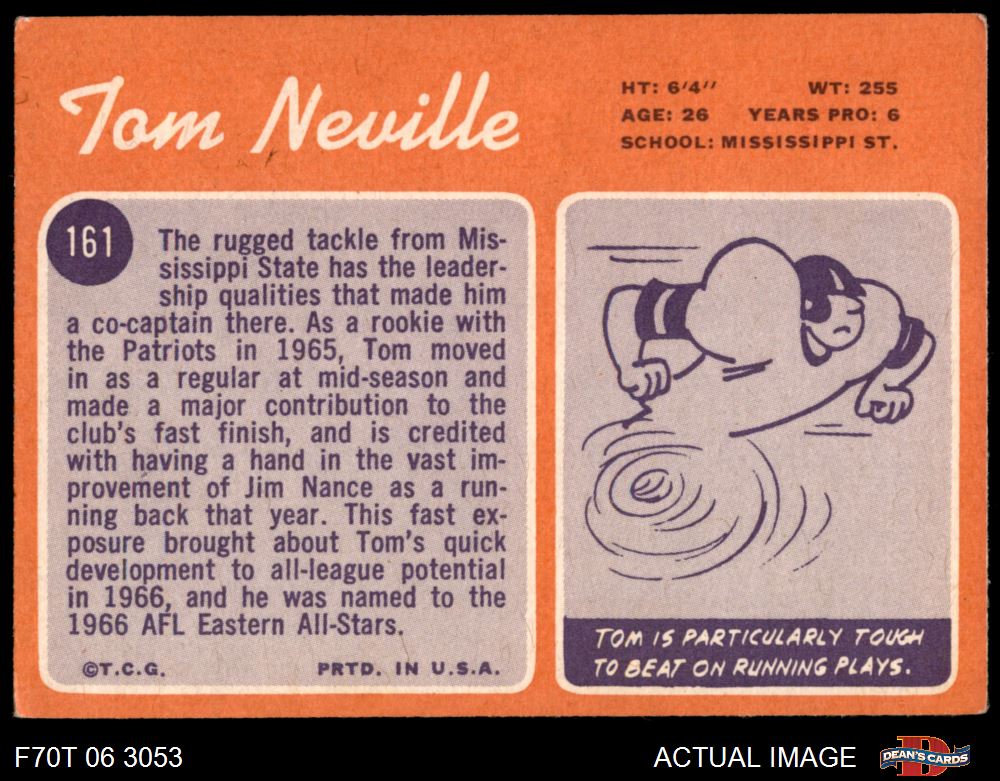 Tom Neville
HT: 6'4'' WT: 255
AGE: 26 YEARS PRO: 6
SCHOOL: MISSISSIPPI ST.
161
The rugged tackle from Mis-
sissippi State has the leader-
ship qualities that made him
a co-captain there. As a rookie with
the Patriots in 1965, Tom moved
in as a regular at mid-season and
made a major contribution to the
club's fast finish, and is credited
with having a hand in the vast im-
provement of Jim Nance as a run-
ning back that year. This fast ex-
posure brought about Tom's quick
development to all-league potential
in 1966, and he was named to the
1966 AFL Eastern All-Stars.
©T.C.G. PRTD. IN U.S.A.
TOM IS PARTICULARLY TOUGH
TO BEAT ON RUNNING PLAYS.
F70T 06 3053
ACTUAL IMAGE
DEAN'S CARDS